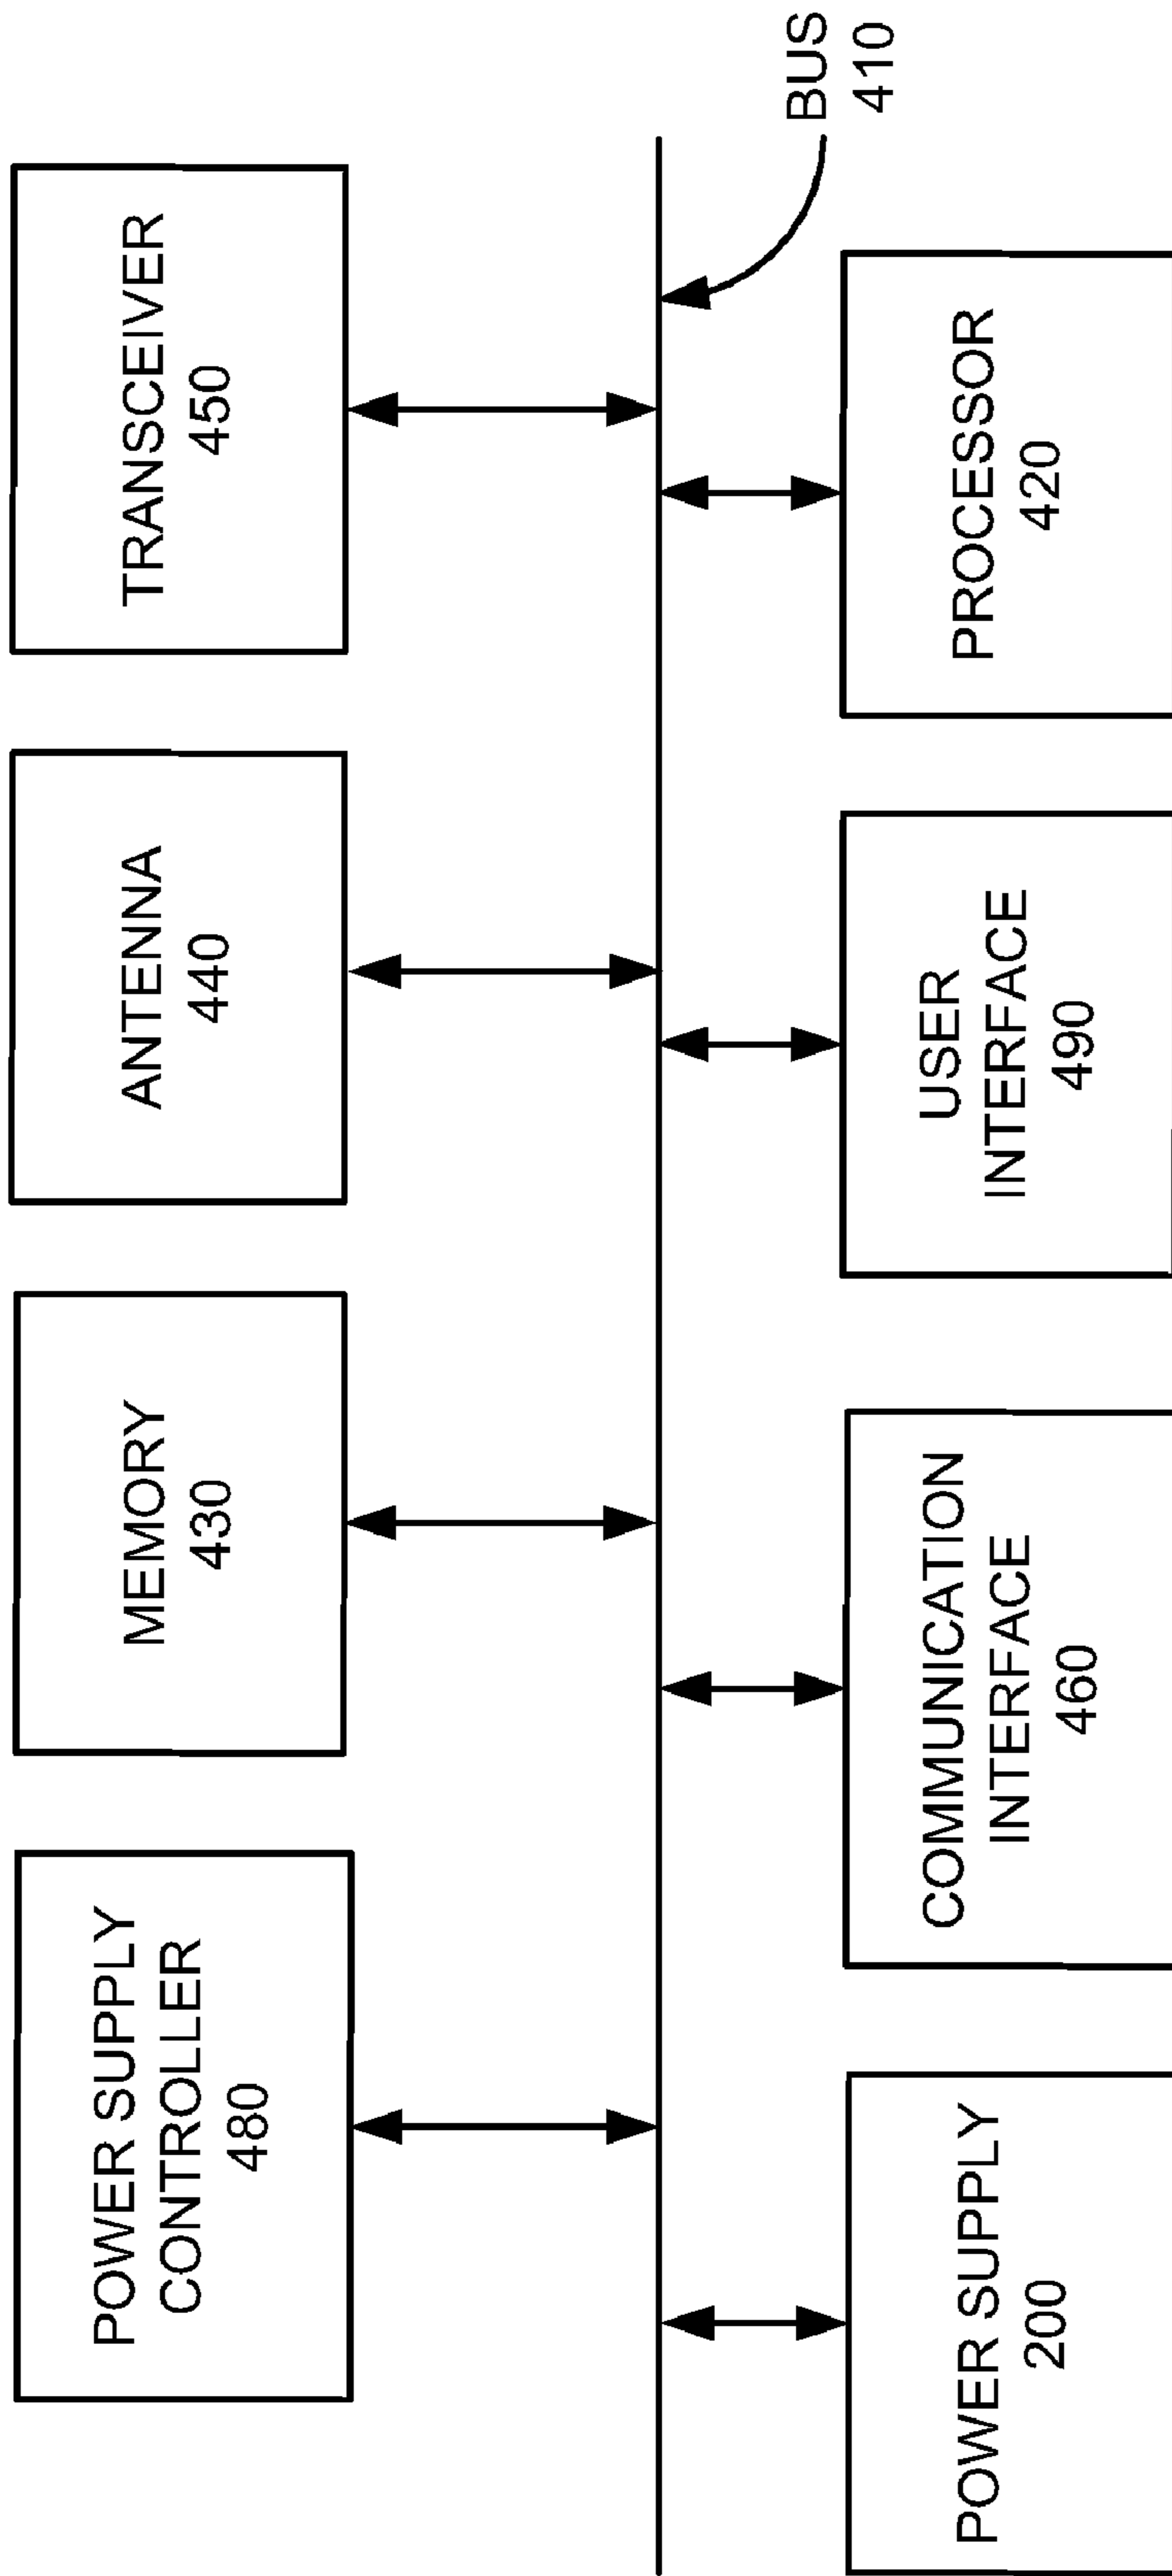 POWER SUPPLY
CONTROLLER
480
MEMORY
430
ANTENNA
440
TRANSCEIVER
450
BUS
410
POWER SUPPLY
200
COMMUNICATION
INTERFACE
460
USER
INTERFACE
490
PROCESSOR
420